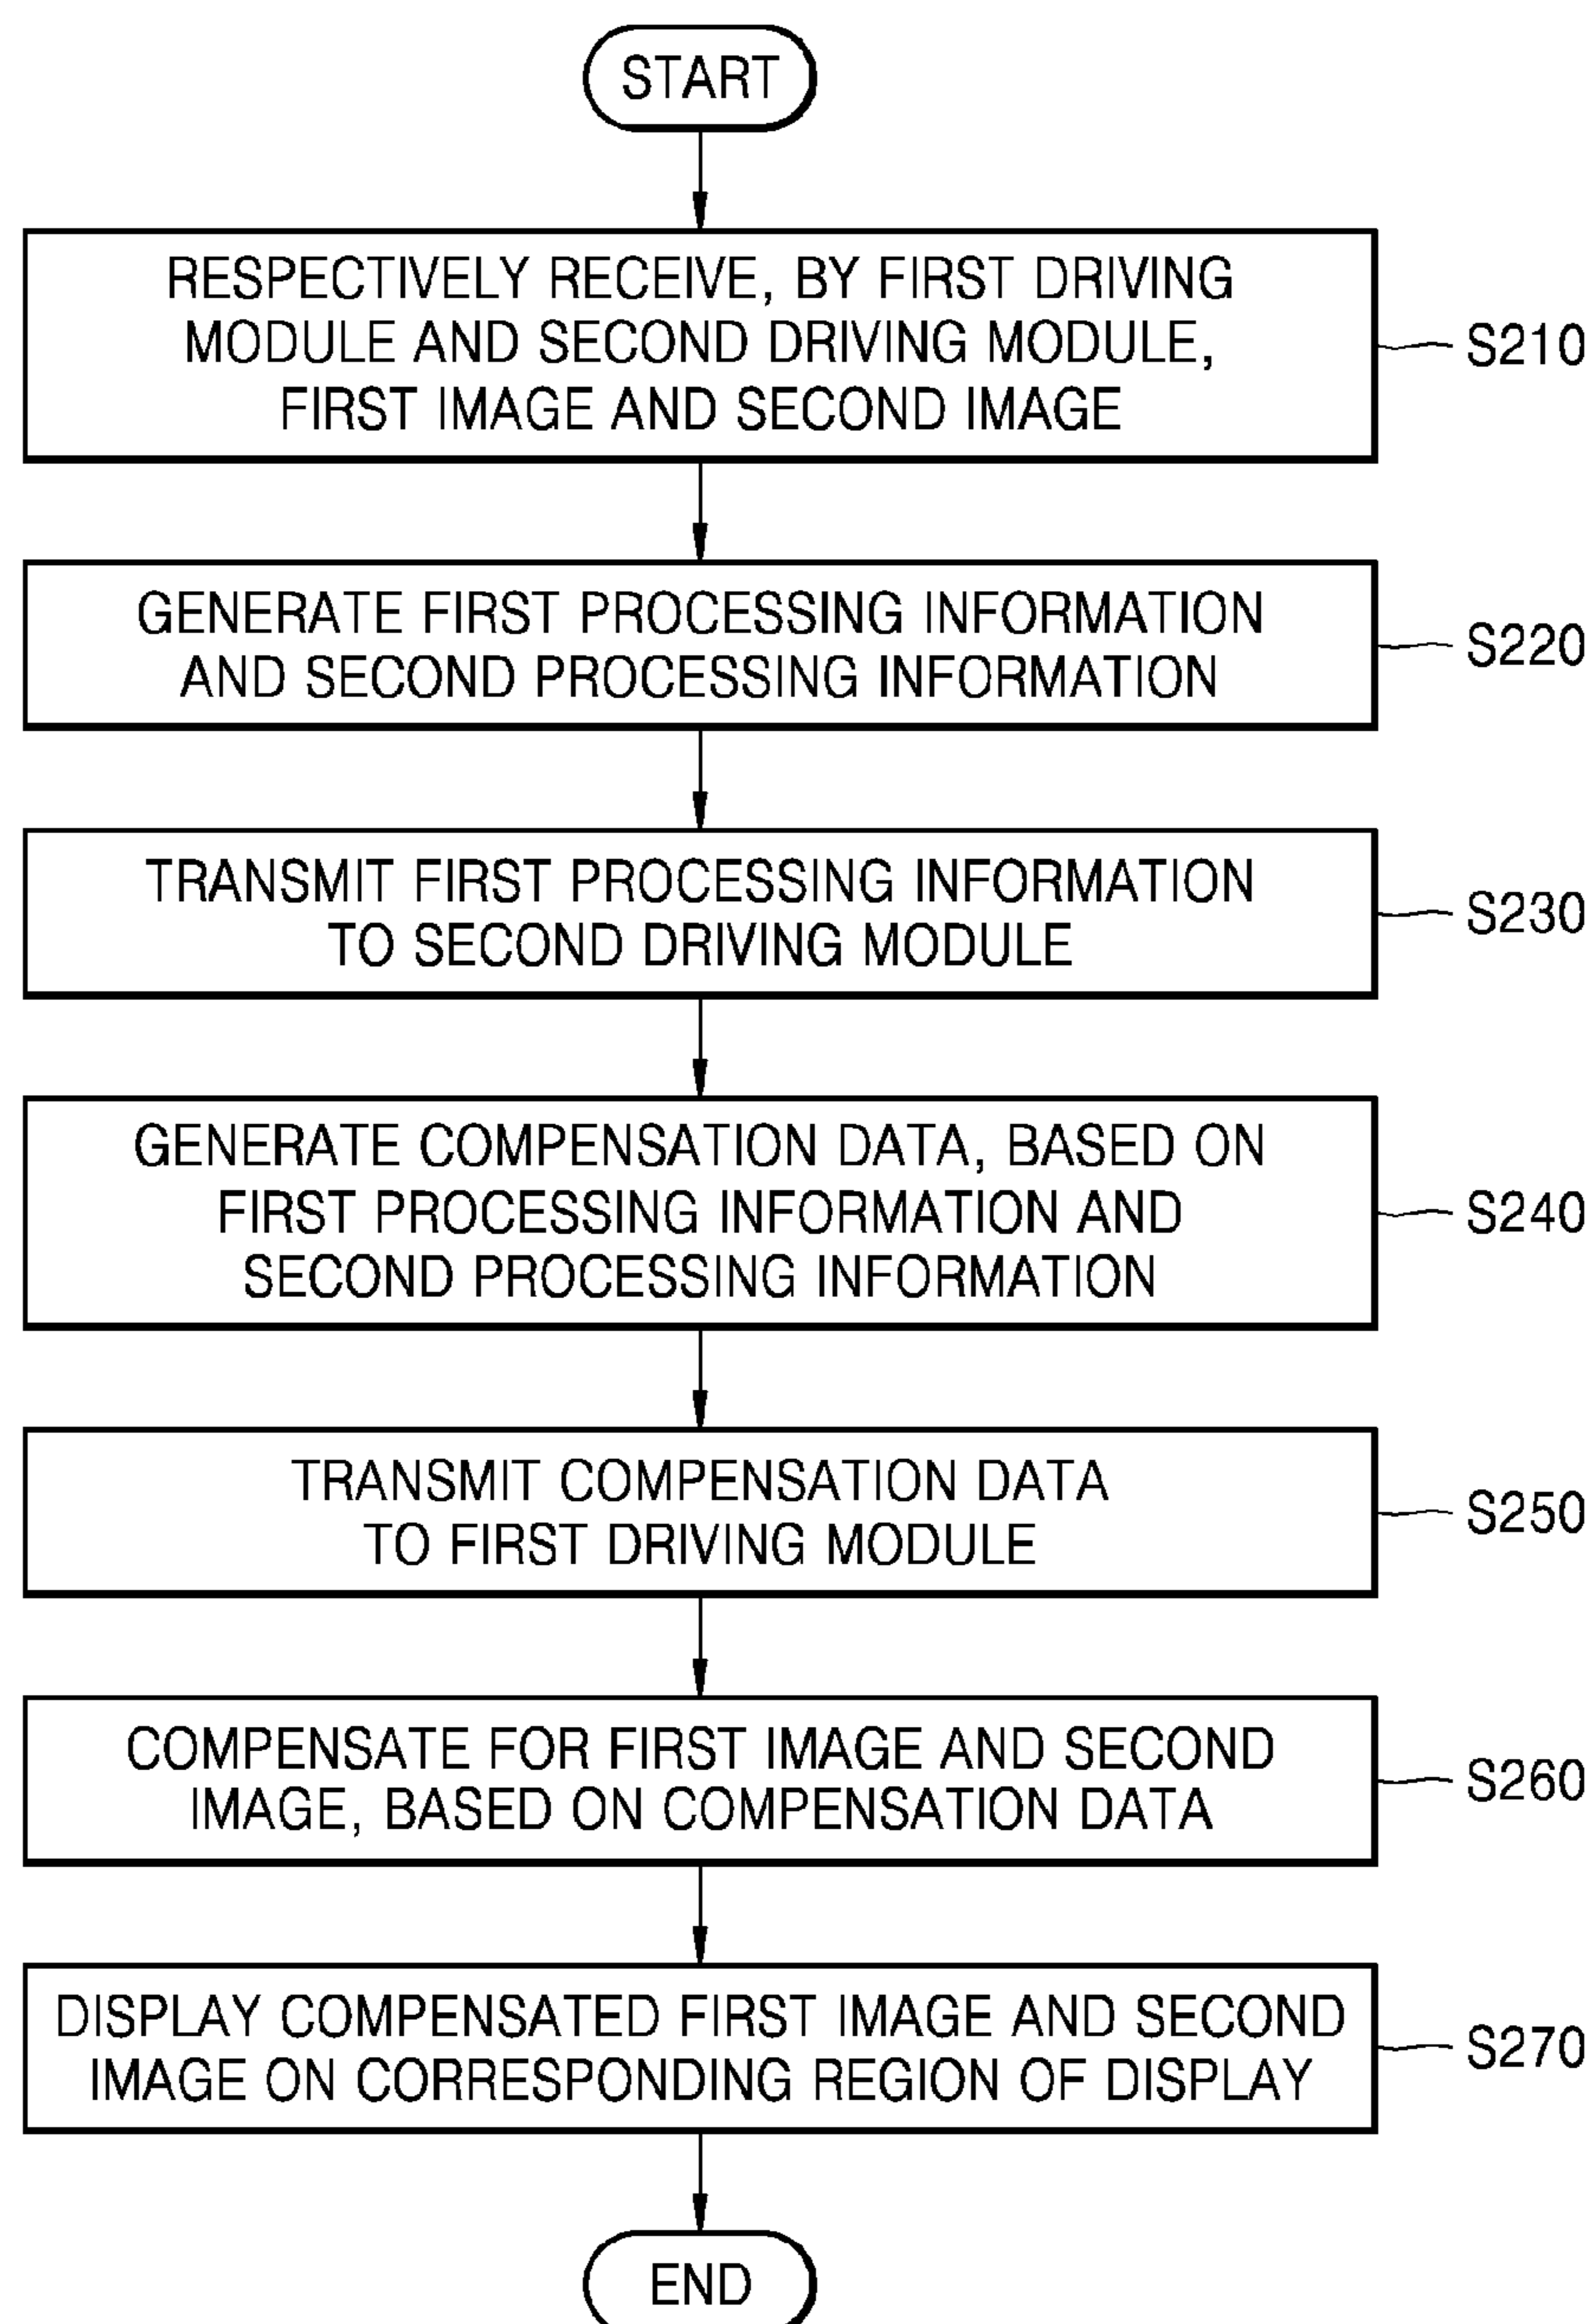 START
RESPECTIVELY RECEIVE, BY FIRST DRIVING
MODULE AND SECOND DRIVING MODULE,
FIRST IMAGE AND SECOND IMAGE
S210
GENERATE FIRST PROCESSING INFORMATION
AND SECOND PROCESSING INFORMATION
S220
TRANSMIT FIRST PROCESSING INFORMATION
TO SECOND DRIVING MODULE
S230
GENERATE COMPENSATION DATA, BASED ON
FIRST PROCESSING INFORMATION AND
SECOND PROCESSING INFORMATION
S240
TRANSMIT COMPENSATION DATA
TO FIRST DRIVING MODULE
S250
COMPENSATE FOR FIRST IMAGE AND SECOND
IMAGE, BASED ON COMPENSATION DATA
S260
DISPLAY COMPENSATED FIRST IMAGE AND SECOND
IMAGE ON CORRESPONDING REGION OF DISPLAY
S270
END